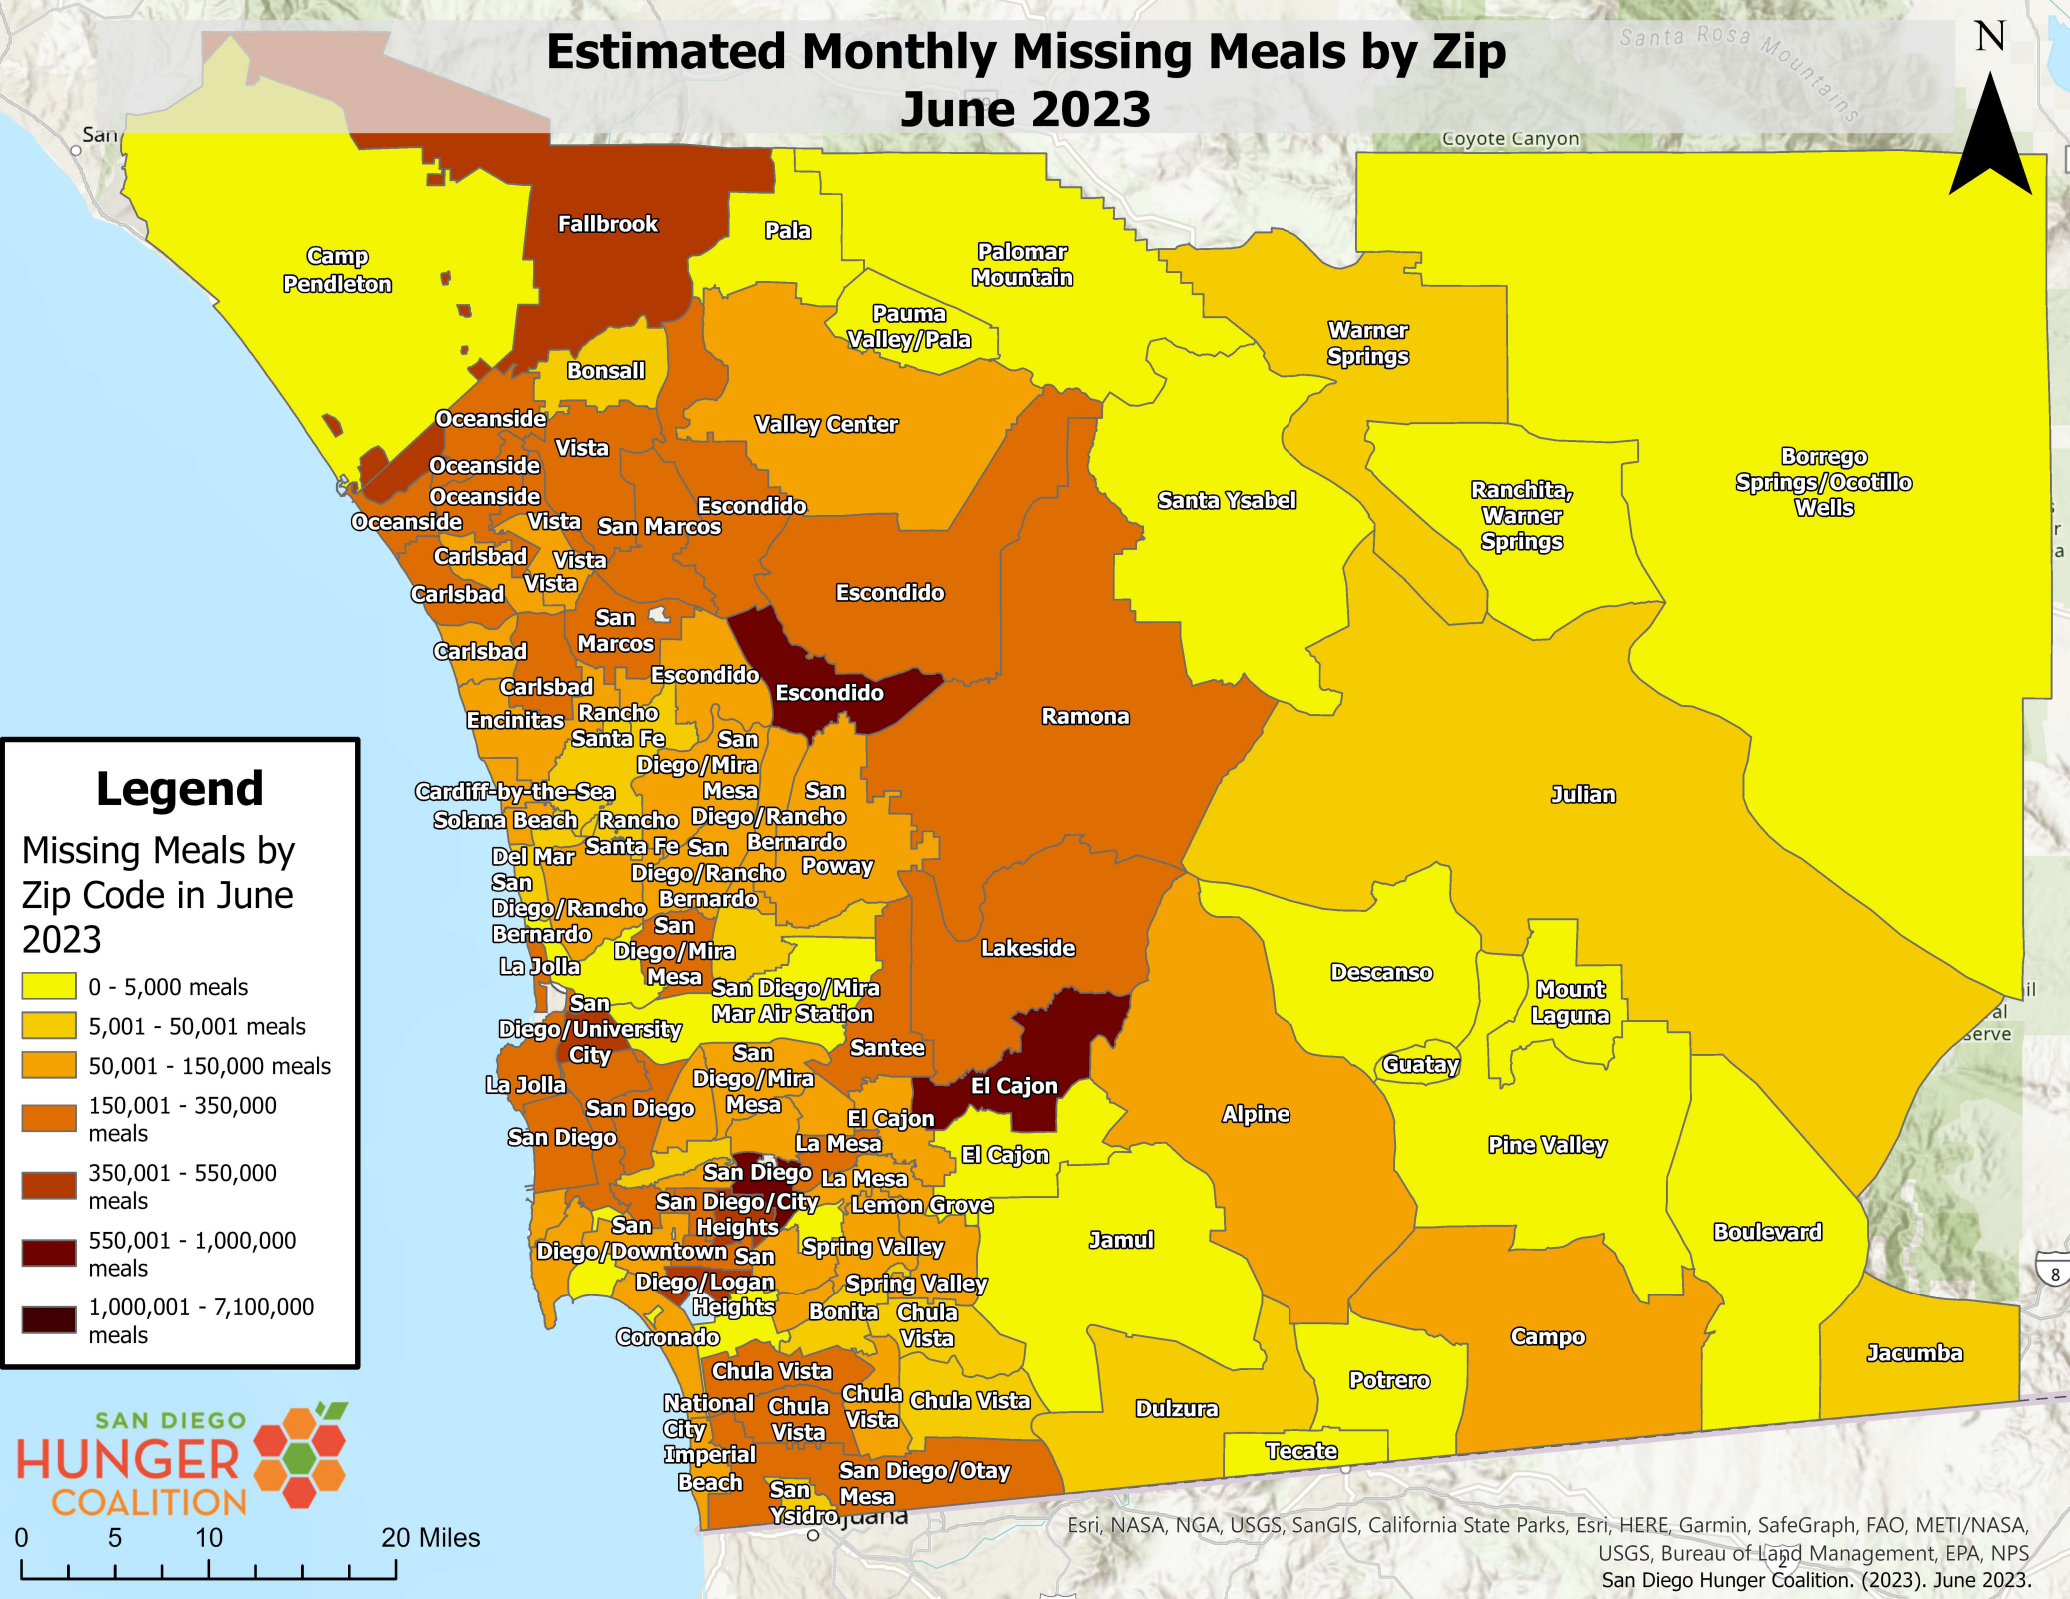 Estimated Monthly Missing Meals by Zip
June 2023
N
Santa Rosa Mountains
Coyote Canyon
San
Fallbrook
Pala
Palomar
Mountain
Camp
Pendleton
Pauma
Valley/Pala
Warner
Springs
Bonsall
Oceanside
Vista
Valley Center
Borrego
Springs/Ocotillo
Wells
Oceanside
Oceanside
Escondido
Santa Ysabel
Ranchita,
Warner
Springs
Oceanside
Vista
San Marcos
Carlsbad
Vista
Vista
Carlsbad
Escondido
San
Marcos
Carlsbad
Escondido
Carlsbad
Escondido
Encinitas
Rancho
Santa Fe
Ramona
San
Diego/Mira
Mesa
Cardiff-by-the-Sea
San
Diego/Rancho
Bernardo
Julian
Solana Beach
Rancho
Santa Fe
Del Mar
San
Diego/Rancho
Bernardo
Poway
San
Diego/Rancho
Bernardo
San
Diego/Mira
Mesa
Lakeside
La Jolla
Descanso
San Diego/Mira
Mar Air Station
Mount
Laguna
San
Diego/University
City
Santee
Guatay
San
Diego/Mira
Mesa
La Jolla
El Cajon
San Diego
El Cajon
Alpine
San Diego
La Mesa
El Cajon
Pine Valley
San Diego
La Mesa
San Diego/City
Heights
Lemon Grove
San
Diego/Downtown
Jamul
Boulevard
Spring Valley
San
Diego/Logan
Heights
Spring Valley
Bonita
Chula
Vista
Coronado
Campo
Jacumba
Chula Vista
Potrero
National
City
Chula
Vista
Chula
Vista
Chula Vista
Dulzura
Imperial
Beach
Tecate
San Diego/Otay
Mesa
San
Ysidro
juana
8
2
Legend
Missing Meals by
Zip Code in June
2023
0 - 5,000 meals
5,001 - 50,001 meals
50,001 - 150,000 meals
150,001 - 350,000
meals
350,001 - 550,000
meals
550,001 - 1,000,000
meals
1,000,001 - 7,100,000
meals
SAN DIEGO
HUNGER
COALITION
0 5 10 20 Miles
Esri, NASA, NGA, USGS, SanGIS, California State Parks, Esri, HERE, Garmin, SafeGraph, FAO, METI/NASA,
USGS, Bureau of Land Management, EPA, NPS
San Diego Hunger Coalition. (2023). June 2023.